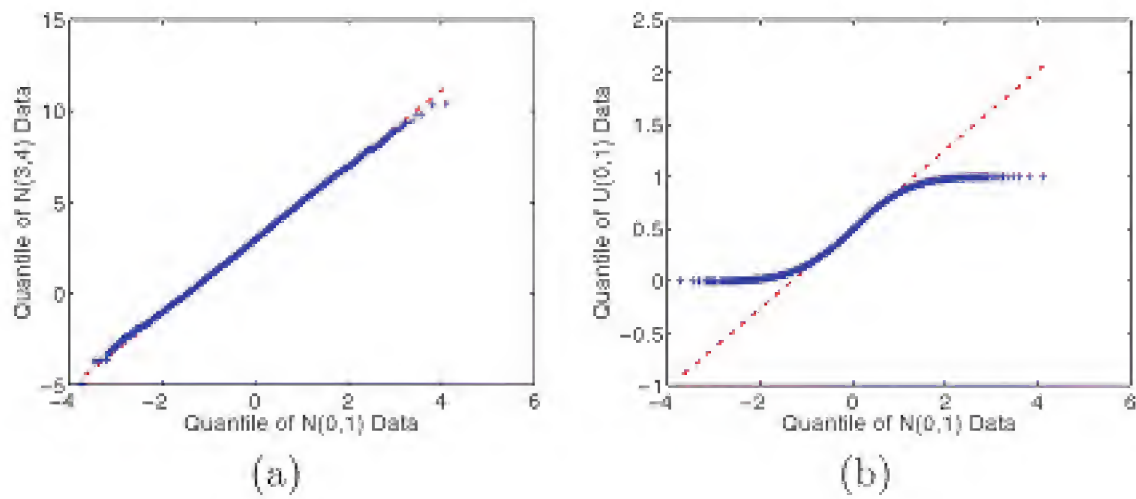 15
10
5
0
−5
Quantile of N(3,4) Data
−4 −2 0 2 4 6
Quantile of N(0,1) Data
(a)
2.5
2
1.5
1
0.5
0
−0.5
−1
Quantile of U(0,1) Data
−4 −2 0 2 4 6
Quantile of N(0,1) Data
(b)